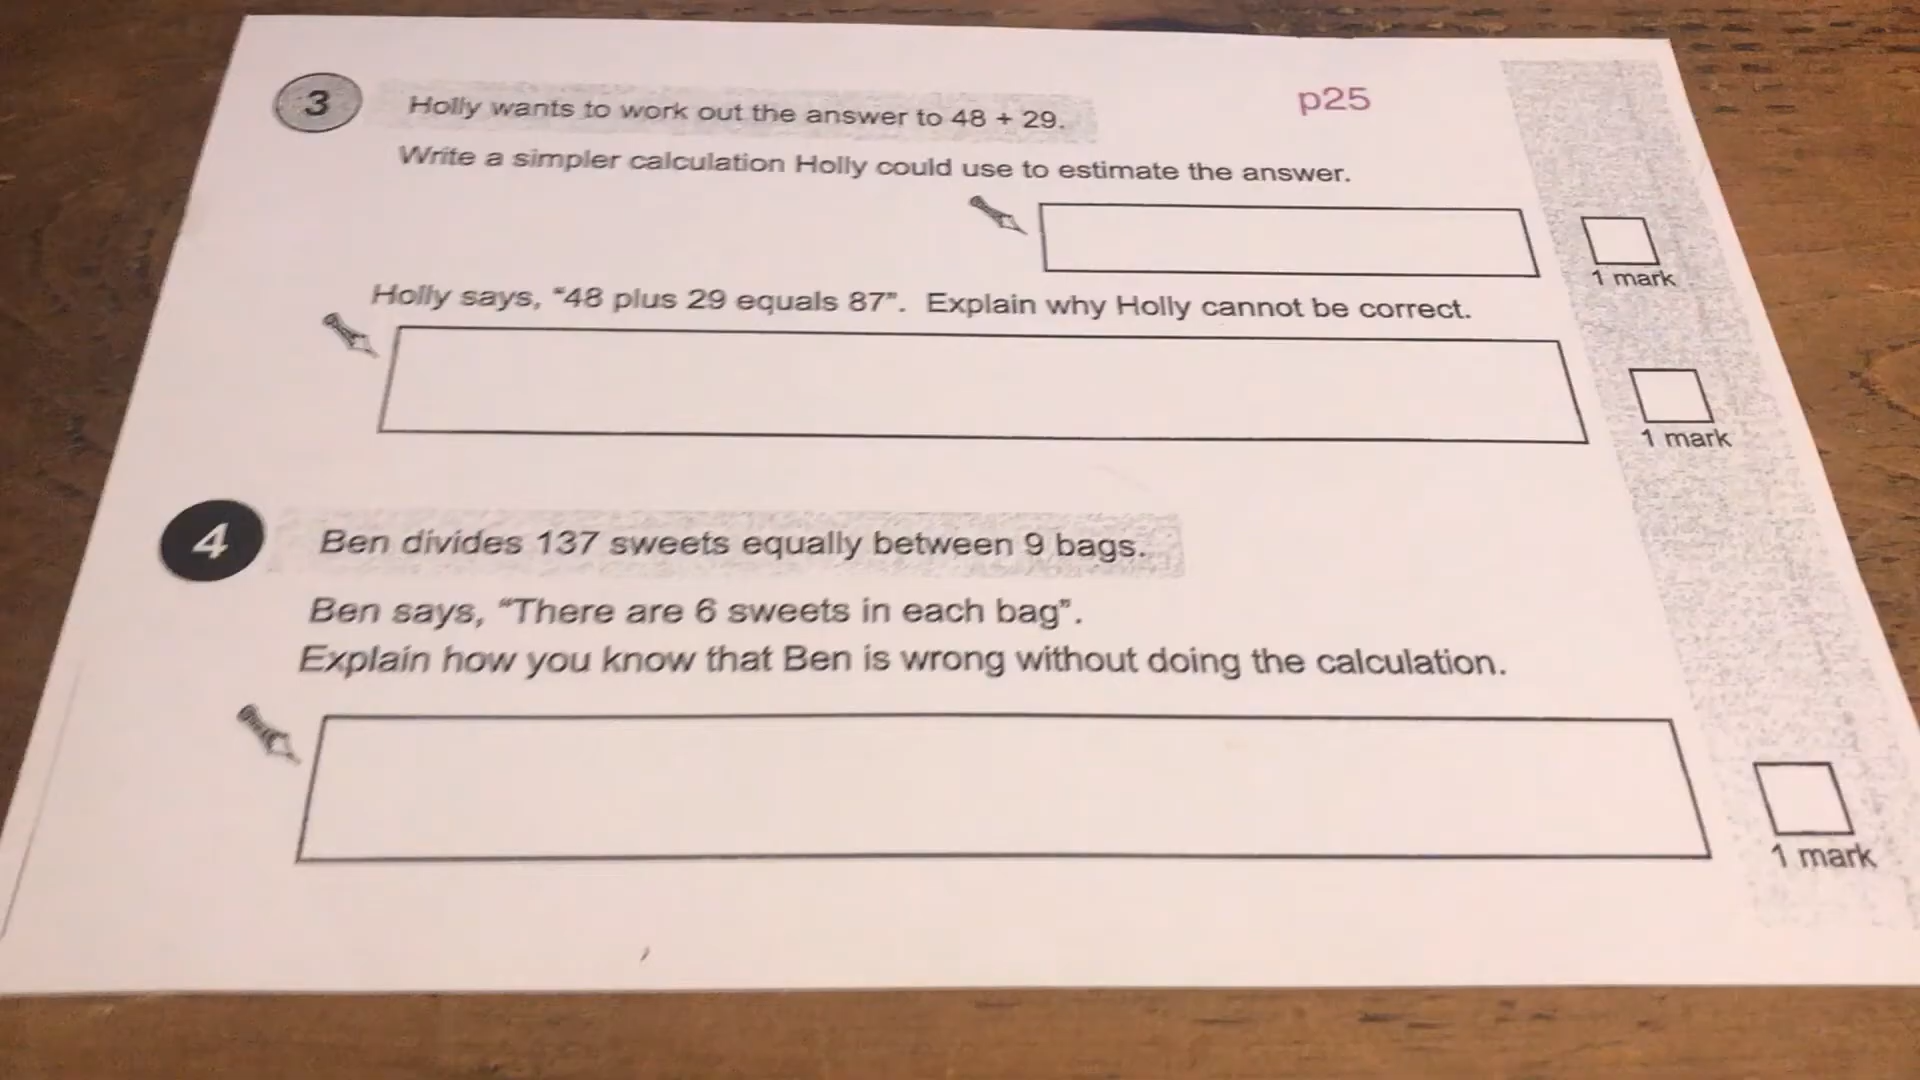 3 Holly wants to work out the answer to 48 + 29. p25
Write a simpler calculation Holly could use to estimate the answer.
1 mark
Holly says, “48 plus 29 equals 87”. Explain why Holly cannot be correct.
1 mark
4 Ben divides 137 sweets equally between 9 bags.
Ben says, “There are 6 sweets in each bag”.
Explain how you know that Ben is wrong without doing the calculation.
1 mark